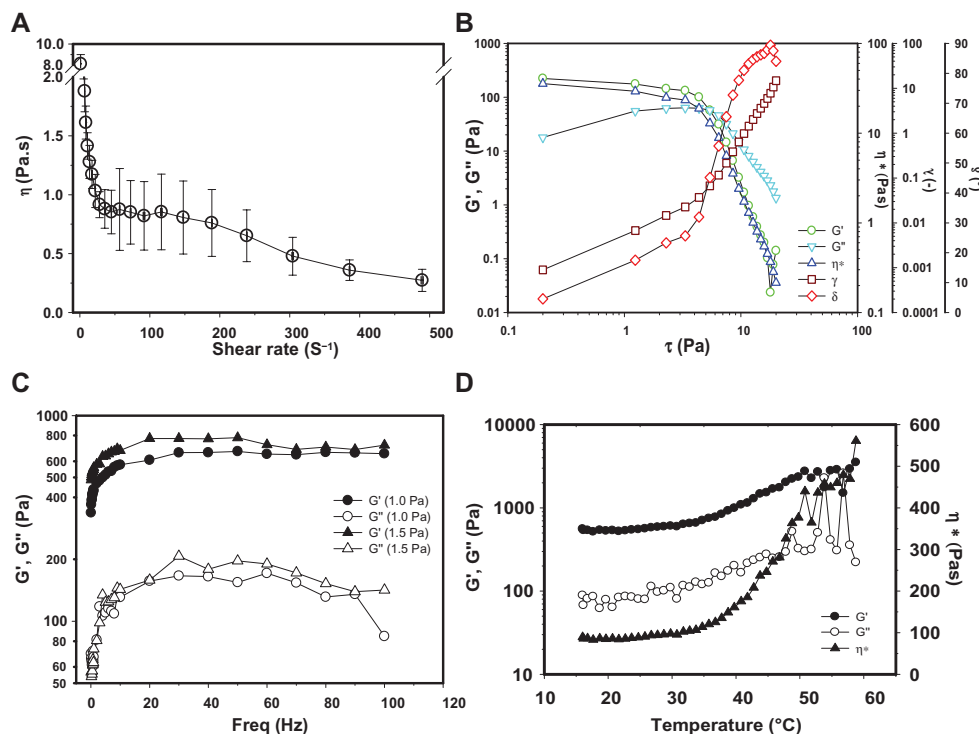 A
η (Pa.s)
10.0
8.0
2.0
1.5
1.0
0.5
0.0
0 100 200 300 400 500
Shear rate (S⁻¹)
B
G', G" (Pa)
1000
100
10
1
0.1
0.01
0.1 1 10 100
τ (Pa)
G'
G"
η*
γ
δ
100
10
1
0.1
η * (Pas)
100
10
1
0.1
0.01
0.001
0.0001
γ (-)
90
80
70
60
50
40
30
20
10
0
δ (°)
C
G', G" (Pa)
1000
800
600
400
200
100
80
60
50
0 20 40 60 80 100 120
Freq (Hz)
G' (1.0 Pa)
G" (1.0 Pa)
G' (1.5 Pa)
G" (1.5 Pa)
D
G', G" (Pa)
10000
1000
100
10
10 20 30 40 50 60
Temperature (°C)
G'
G"
η*
600
500
400
300
200
100
0
η * (Pas)